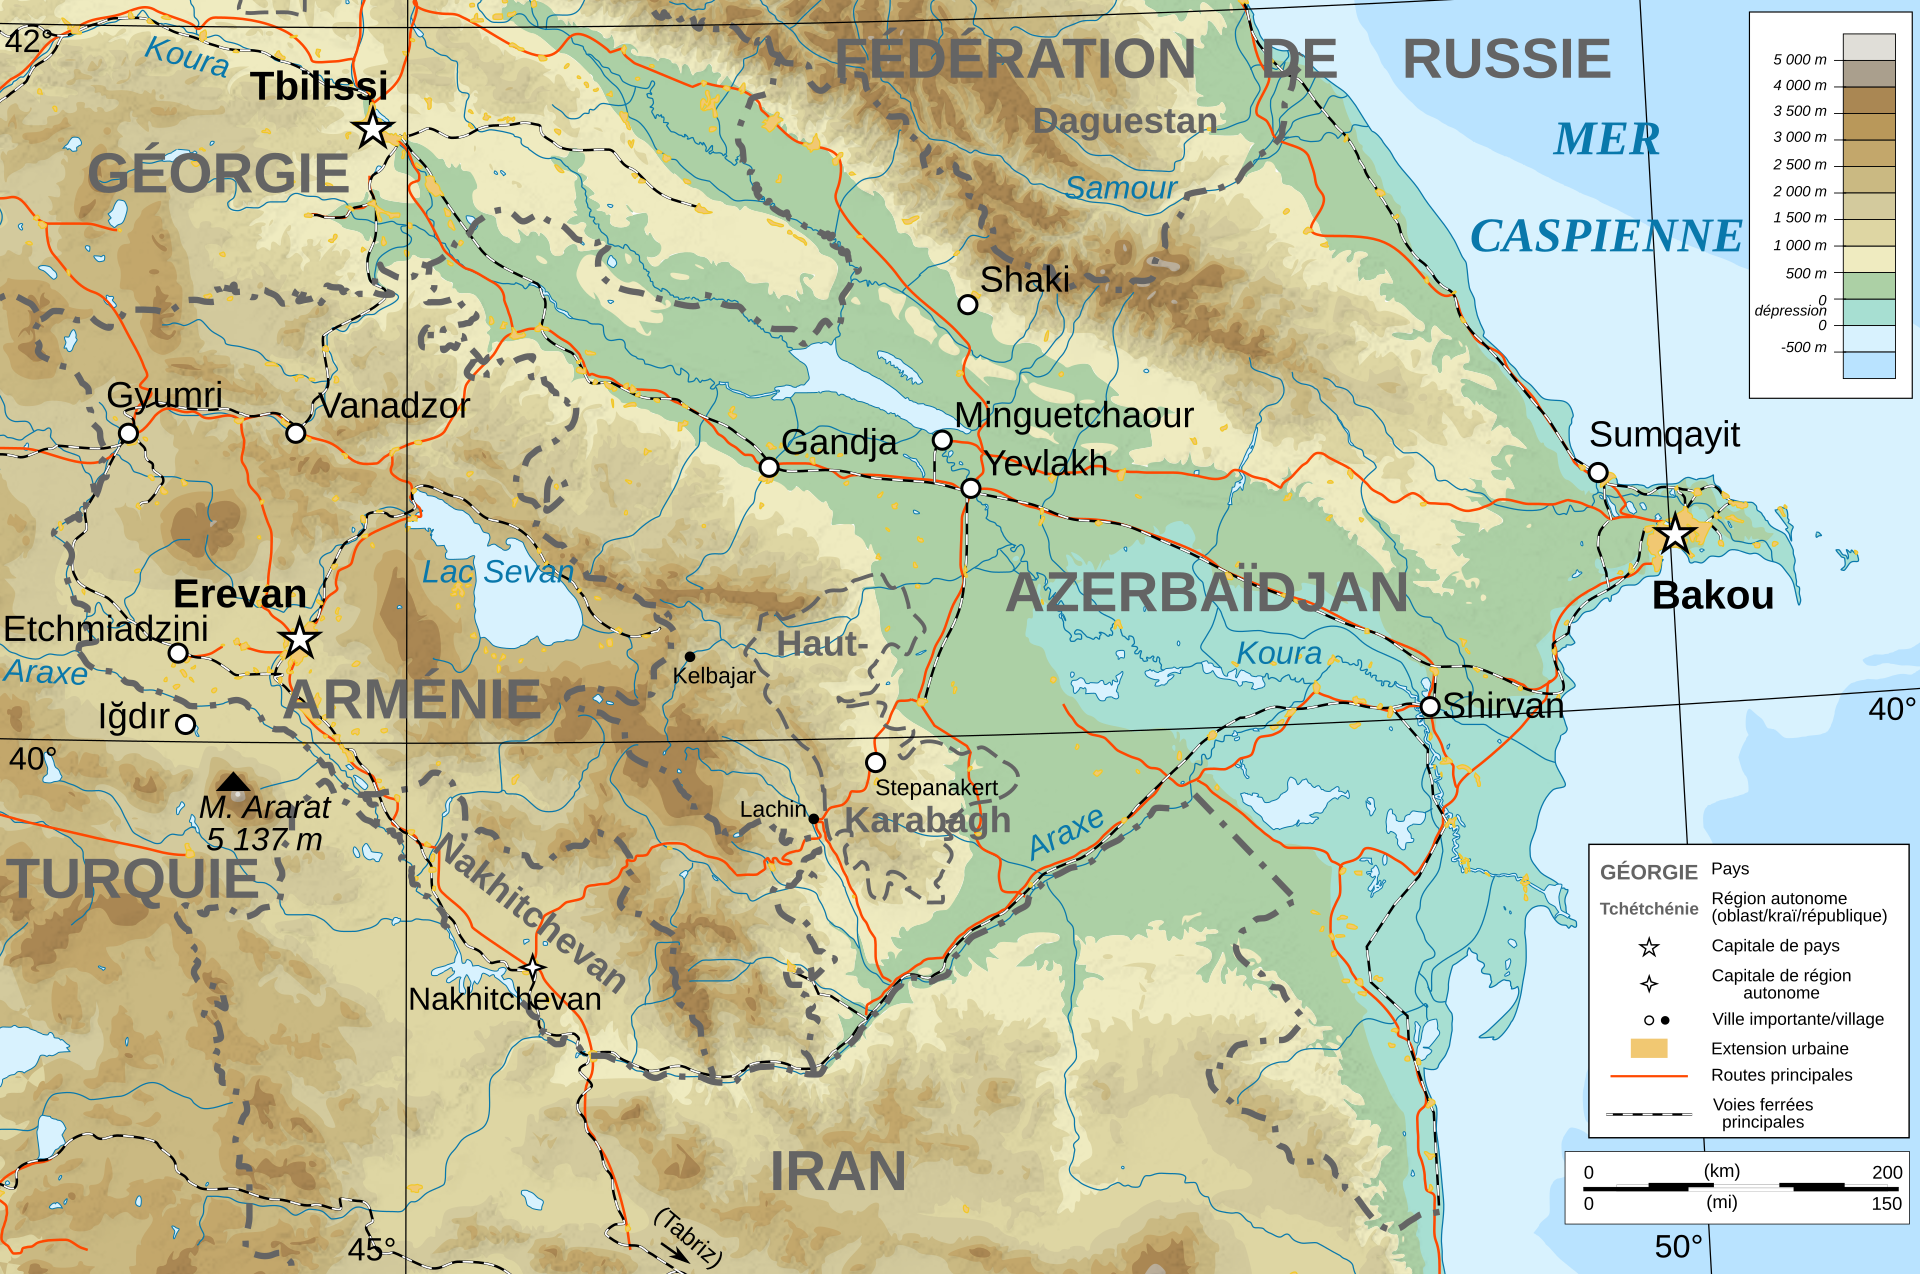 42°
Koura
Tbilissi
GÉORGIE
FÉDÉRATION DE RUSSIE
Daguestan
Samour
MER
CASPIENNE
5 000 m
4 000 m
3 500 m
3 000 m
2 500 m
2 000 m
1 500 m
1 000 m
500 m
0
dépression
0
-500 m
Shaki
Gyumri
Vanadzor
Minguetchaour
Gandja
Yevlakh
Sumqayit
Bakou
Lac Sevan
Erevan
Etchmiadzini
Araxe
Iğdır
ARMÉNIE
AZERBAÏDJAN
Haut-
Karabagh
Kelbajar
Koura
Shirvan
40°
40°
M. Ararat
5 137 m
TURQUIE
Lachin
Stepanakert
Araxe
Nakhitchevan
Nakhitchevan
IRAN
(Tabriz)
45°
50°
GÉORGIE Pays
Tchétchénie Région autonome
(oblast/kraï/république)
Capitale de pays
Capitale de région
autonome
Ville importante/village
Extension urbaine
Routes principales
Voies ferrées
principales
0 (km) 200
0 (mi) 150